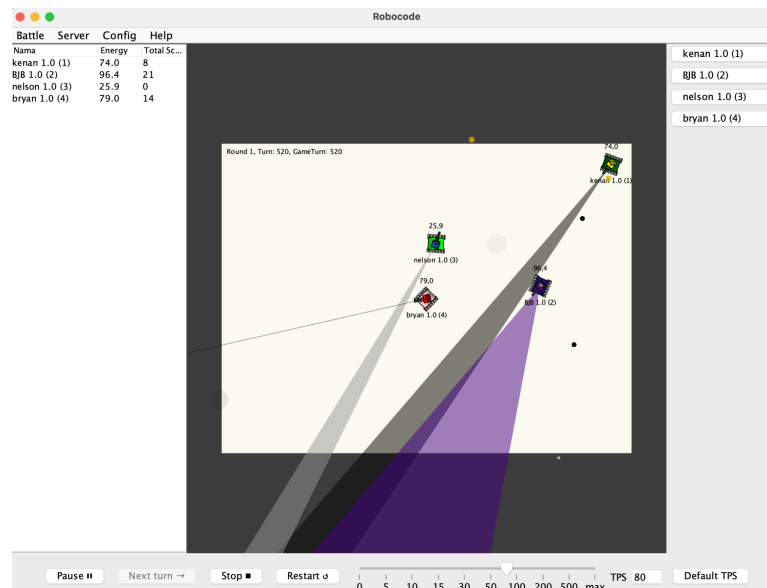 Robocode
Battle Server Config Help
Nama Energy Total Sc...
kenan 1.0 (1) 74.0 8
BJB 1.0 (2) 96.4 21
nelson 1.0 (3) 25.9 0
bryan 1.0 (4) 79.0 14
kenan 1.0 (1)
BJB 1.0 (2)
nelson 1.0 (3)
bryan 1.0 (4)
Round 1, Turn: 520, GameTurn: 520
74,0
kenan 1.0 (1)
25,9
nelson 1.0 (3)
96,4
BJB 1.0 (2)
79,0
bryan 1.0 (4)
Pause ⏸ Next turn → Stop ■ Restart ↺
0 5 10 15 30 50 100 200 500 max
TPS 80 Default TPS